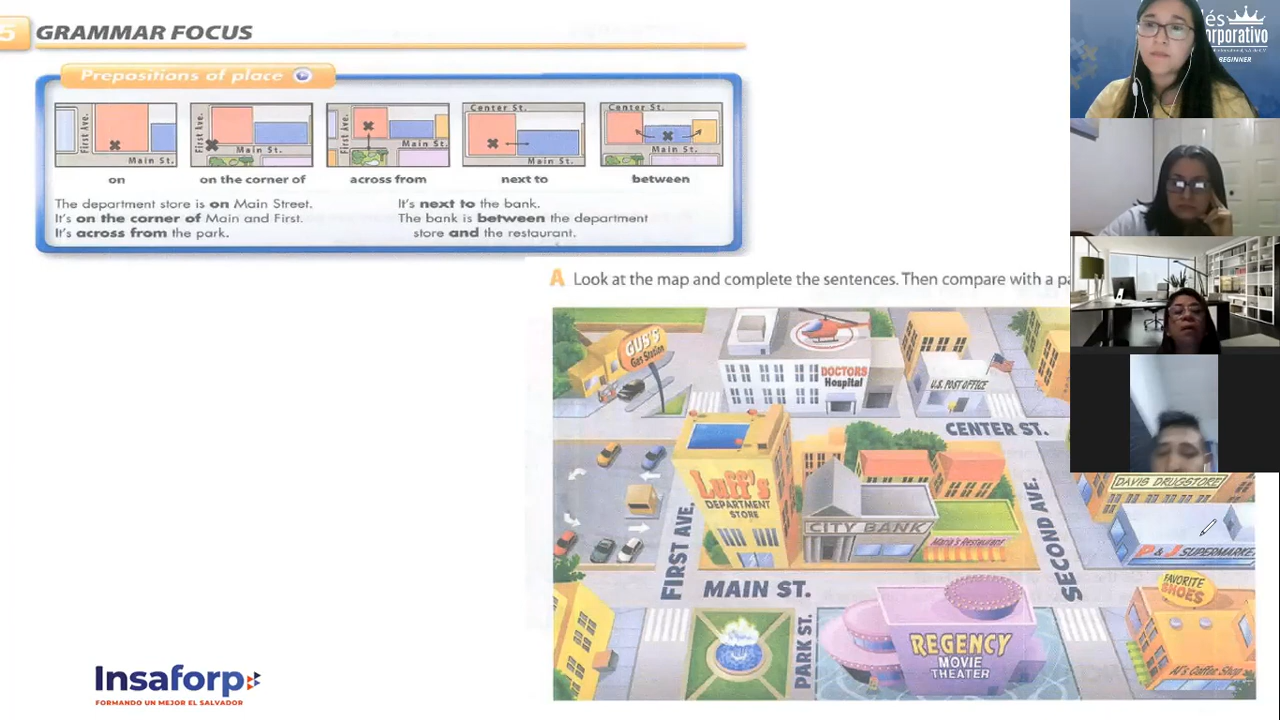 5 GRAMMAR FOCUS
Prepositions of place
First Ave.
Main St.
on
First Ave.
Main St.
on the corner of
First Ave.
Main St.
across from
Center St.
Main St.
next to
Center St.
Main St.
between
The department store is on Main Street.
It's on the corner of Main and First.
It's across from the park.
It's next to the bank.
The bank is between the department
store and the restaurant.
A Look at the map and complete the sentences. Then compare with a
GUS'S
Gas Station
DOCTORS
Hospital
U.S. POST OFFICE
CENTER ST.
Luff's
DEPARTMENT
STORE
CITY BANK
Maria's Restaurant
FIRST AVE.
SECOND AVE.
DAVIS DRUGSTORE
P & J SUPERMARKE
MAIN ST.
PARK ST.
REGENCY
MOVIE
THEATER
FAVORITE
SHOES
Al's Coffee Shop
Insaforp
FORMANDO UN MEJOR EL SALVADOR
és
orporativo
BEGINNER